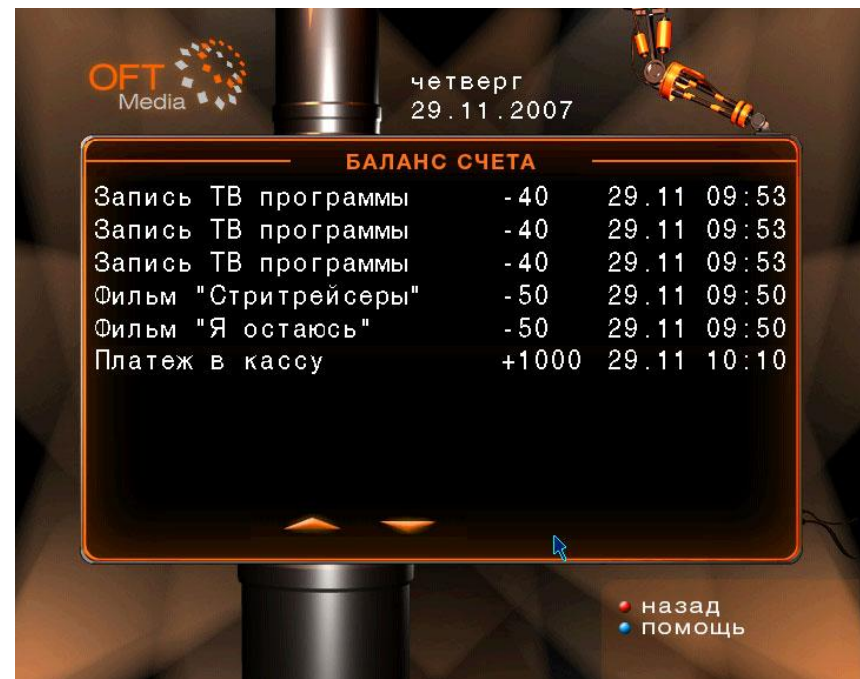 OFT
Media
четверг
29.11.2007
БАЛАНС СЧЕТА
Запись ТВ программы -40 29.11 09:53
Запись ТВ программы -40 29.11 09:53
Запись ТВ программы -40 29.11 09:53
Фильм "Стритрейсеры" -50 29.11 09:50
Фильм "Я остаюсь" -50 29.11 09:50
Платеж в кассу +1000 29.11 10:10
назад
помощь